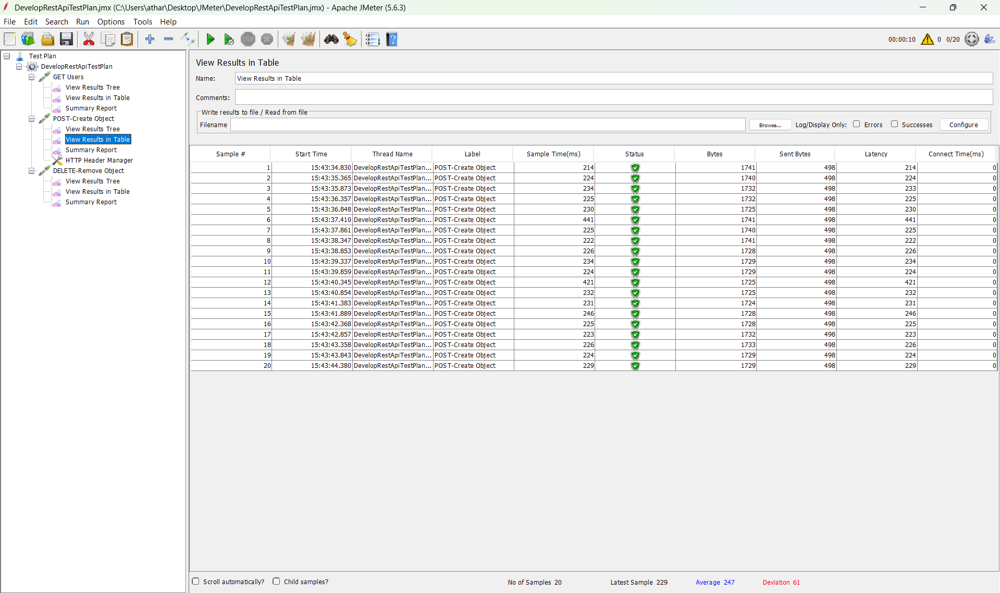 DevelopRestApiTestPlan.jmx (C:\Users\athar\Desktop\JMeter\DevelopRestApiTestPlan.jmx) - Apache JMeter (5.6.3)
File Edit Search Run Options Tools Help
STOP 00:00:10 0 0/20
Test Plan
DevelopRestApiTestPlan
GET Users
View Results Tree
View Results in Table
Summary Report
POST-Create Object
View Results Tree
View Results in Table
Summary Report
HTTP Header Manager
DELETE-Remove Object
View Results Tree
View Results in Table
Summary Report
View Results in Table
Name: View Results in Table
Comments:
Write results to file / Read from file
Filename Browse... Log/Display Only: Errors Successes Configure
Sample # Start Time Thread Name Label Sample Time(ms) Status Bytes Sent Bytes Latency Connect Time(ms)
1 15:43:34.830 DevelopRestApiTestPlan... POST-Create Object 214 1741 498 214 0
2 15:43:35.365 DevelopRestApiTestPlan... POST-Create Object 224 1740 498 224 0
3 15:43:35.873 DevelopRestApiTestPlan... POST-Create Object 234 1732 498 233 0
4 15:43:36.357 DevelopRestApiTestPlan... POST-Create Object 225 1732 498 225 0
5 15:43:36.848 DevelopRestApiTestPlan... POST-Create Object 230 1725 498 230 0
6 15:43:37.410 DevelopRestApiTestPlan... POST-Create Object 441 1741 498 441 0
7 15:43:37.861 DevelopRestApiTestPlan... POST-Create Object 225 1740 498 225 0
8 15:43:38.347 DevelopRestApiTestPlan... POST-Create Object 222 1741 498 222 0
9 15:43:38.853 DevelopRestApiTestPlan... POST-Create Object 226 1728 498 226 0
10 15:43:39.337 DevelopRestApiTestPlan... POST-Create Object 234 1729 498 234 0
11 15:43:39.859 DevelopRestApiTestPlan... POST-Create Object 224 1729 498 224 0
12 15:43:40.345 DevelopRestApiTestPlan... POST-Create Object 421 1725 498 421 0
13 15:43:40.854 DevelopRestApiTestPlan... POST-Create Object 232 1725 498 232 0
14 15:43:41.383 DevelopRestApiTestPlan... POST-Create Object 231 1724 498 231 0
15 15:43:41.889 DevelopRestApiTestPlan... POST-Create Object 246 1728 498 246 0
16 15:43:42.368 DevelopRestApiTestPlan... POST-Create Object 225 1728 498 225 0
17 15:43:42.857 DevelopRestApiTestPlan... POST-Create Object 223 1732 498 223 0
18 15:43:43.358 DevelopRestApiTestPlan... POST-Create Object 226 1733 498 226 0
19 15:43:43.843 DevelopRestApiTestPlan... POST-Create Object 224 1729 498 224 0
20 15:43:44.380 DevelopRestApiTestPlan... POST-Create Object 229 1729 498 229 0
Scroll automatically? Child samples? No of Samples 20 Latest Sample 229 Average 247 Deviation 61